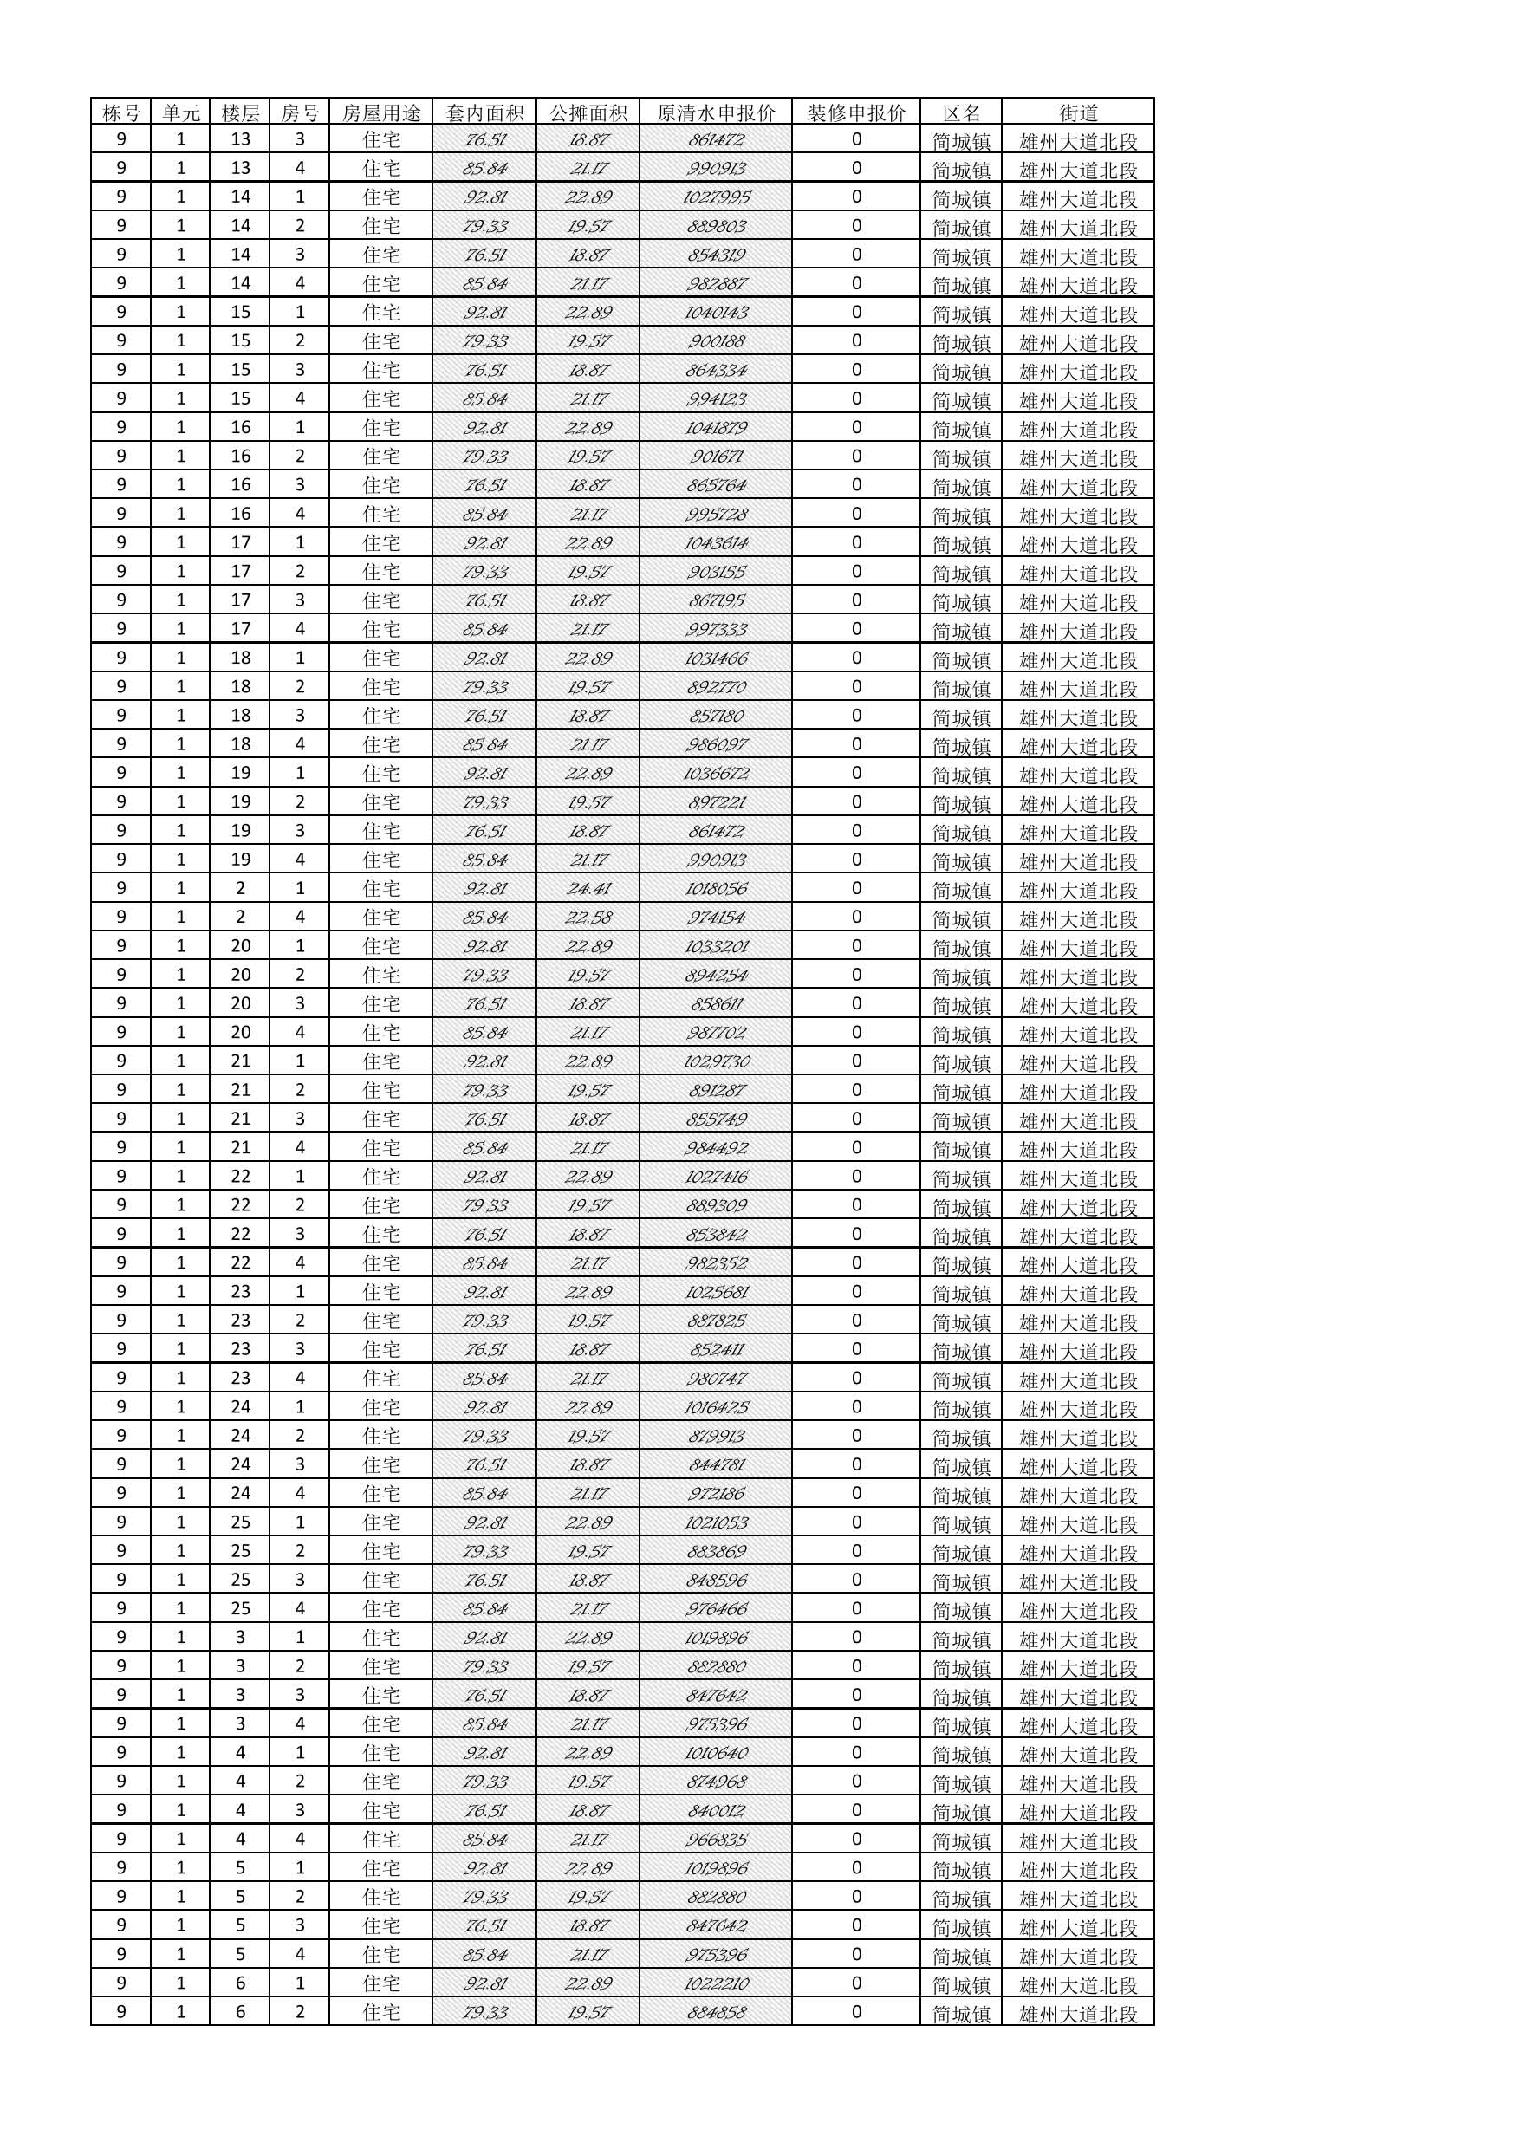 栋号 单元 楼层 房号 房屋用途 套内面积 公摊面积 原清水申报价 装修申报价 区名 街道
9 1 13 3 住宅 76.51 18.87 861472 0 简城镇 雄州大道北段
9 1 13 4 住宅 85.84 21.17 990913 0 简城镇 雄州大道北段
9 1 14 1 住宅 92.81 22.89 1027995 0 简城镇 雄州大道北段
9 1 14 2 住宅 79.33 19.57 889803 0 简城镇 雄州大道北段
9 1 14 3 住宅 76.51 18.87 854319 0 简城镇 雄州大道北段
9 1 14 4 住宅 85.84 21.17 982887 0 简城镇 雄州大道北段
9 1 15 1 住宅 92.81 22.89 1040143 0 简城镇 雄州大道北段
9 1 15 2 住宅 79.33 19.57 900188 0 简城镇 雄州大道北段
9 1 15 3 住宅 76.51 18.87 864334 0 简城镇 雄州大道北段
9 1 15 4 住宅 85.84 21.17 994123 0 简城镇 雄州大道北段
9 1 16 1 住宅 92.81 22.89 1041879 0 简城镇 雄州大道北段
9 1 16 2 住宅 79.33 19.57 901671 0 简城镇 雄州大道北段
9 1 16 3 住宅 76.51 18.87 865764 0 简城镇 雄州大道北段
9 1 16 4 住宅 85.84 21.17 995728 0 简城镇 雄州大道北段
9 1 17 1 住宅 92.81 22.89 1043614 0 简城镇 雄州大道北段
9 1 17 2 住宅 79.33 19.57 903155 0 简城镇 雄州大道北段
9 1 17 3 住宅 76.51 18.87 867195 0 简城镇 雄州大道北段
9 1 17 4 住宅 85.84 21.17 997333 0 简城镇 雄州大道北段
9 1 18 1 住宅 92.81 22.89 1031466 0 简城镇 雄州大道北段
9 1 18 2 住宅 79.33 19.57 892770 0 简城镇 雄州大道北段
9 1 18 3 住宅 76.51 18.87 857180 0 简城镇 雄州大道北段
9 1 18 4 住宅 85.84 21.17 986097 0 简城镇 雄州大道北段
9 1 19 1 住宅 92.81 22.89 1036672 0 简城镇 雄州大道北段
9 1 19 2 住宅 79.33 19.57 897221 0 简城镇 雄州大道北段
9 1 19 3 住宅 76.51 18.87 861472 0 简城镇 雄州大道北段
9 1 19 4 住宅 85.84 21.17 990913 0 简城镇 雄州大道北段
9 1 2 1 住宅 92.81 24.41 1018056 0 简城镇 雄州大道北段
9 1 2 4 住宅 85.84 22.58 974154 0 简城镇 雄州大道北段
9 1 20 1 住宅 92.81 22.89 1033201 0 简城镇 雄州大道北段
9 1 20 2 住宅 79.33 19.57 894254 0 简城镇 雄州大道北段
9 1 20 3 住宅 76.51 18.87 858611 0 简城镇 雄州大道北段
9 1 20 4 住宅 85.84 21.17 987702 0 简城镇 雄州大道北段
9 1 21 1 住宅 92.81 22.89 1029730 0 简城镇 雄州大道北段
9 1 21 2 住宅 79.33 19.57 891287 0 简城镇 雄州大道北段
9 1 21 3 住宅 76.51 18.87 855749 0 简城镇 雄州大道北段
9 1 21 4 住宅 85.84 21.17 984492 0 简城镇 雄州大道北段
9 1 22 1 住宅 92.81 22.89 1027416 0 简城镇 雄州大道北段
9 1 22 2 住宅 79.33 19.57 889309 0 简城镇 雄州大道北段
9 1 22 3 住宅 76.51 18.87 853842 0 简城镇 雄州大道北段
9 1 22 4 住宅 85.84 21.17 982352 0 简城镇 雄州大道北段
9 1 23 1 住宅 92.81 22.89 1025681 0 简城镇 雄州大道北段
9 1 23 2 住宅 79.33 19.57 887825 0 简城镇 雄州大道北段
9 1 23 3 住宅 76.51 18.87 852411 0 简城镇 雄州大道北段
9 1 23 4 住宅 85.84 21.17 980747 0 简城镇 雄州大道北段
9 1 24 1 住宅 92.81 22.89 1016425 0 简城镇 雄州大道北段
9 1 24 2 住宅 79.33 19.57 879913 0 简城镇 雄州大道北段
9 1 24 3 住宅 76.51 18.87 844781 0 简城镇 雄州大道北段
9 1 24 4 住宅 85.84 21.17 972186 0 简城镇 雄州大道北段
9 1 25 1 住宅 92.81 22.89 1021053 0 简城镇 雄州大道北段
9 1 25 2 住宅 79.33 19.57 883869 0 简城镇 雄州大道北段
9 1 25 3 住宅 76.51 18.87 848596 0 简城镇 雄州大道北段
9 1 25 4 住宅 85.84 21.17 976466 0 简城镇 雄州大道北段
9 1 3 1 住宅 92.81 22.89 1019896 0 简城镇 雄州大道北段
9 1 3 2 住宅 79.33 19.57 882880 0 简城镇 雄州大道北段
9 1 3 3 住宅 76.51 18.87 847642 0 简城镇 雄州大道北段
9 1 3 4 住宅 85.84 21.17 975396 0 简城镇 雄州大道北段
9 1 4 1 住宅 92.81 22.89 1010640 0 简城镇 雄州大道北段
9 1 4 2 住宅 79.33 19.57 874968 0 简城镇 雄州大道北段
9 1 4 3 住宅 76.51 18.87 840012 0 简城镇 雄州大道北段
9 1 4 4 住宅 85.84 21.17 966835 0 简城镇 雄州大道北段
9 1 5 1 住宅 92.81 22.89 1019896 0 简城镇 雄州大道北段
9 1 5 2 住宅 79.33 19.57 882880 0 简城镇 雄州大道北段
9 1 5 3 住宅 76.51 18.87 847642 0 简城镇 雄州大道北段
9 1 5 4 住宅 85.84 21.17 975396 0 简城镇 雄州大道北段
9 1 6 1 住宅 92.81 22.89 1022210 0 简城镇 雄州大道北段
9 1 6 2 住宅 79.33 19.57 884858 0 简城镇 雄州大道北段